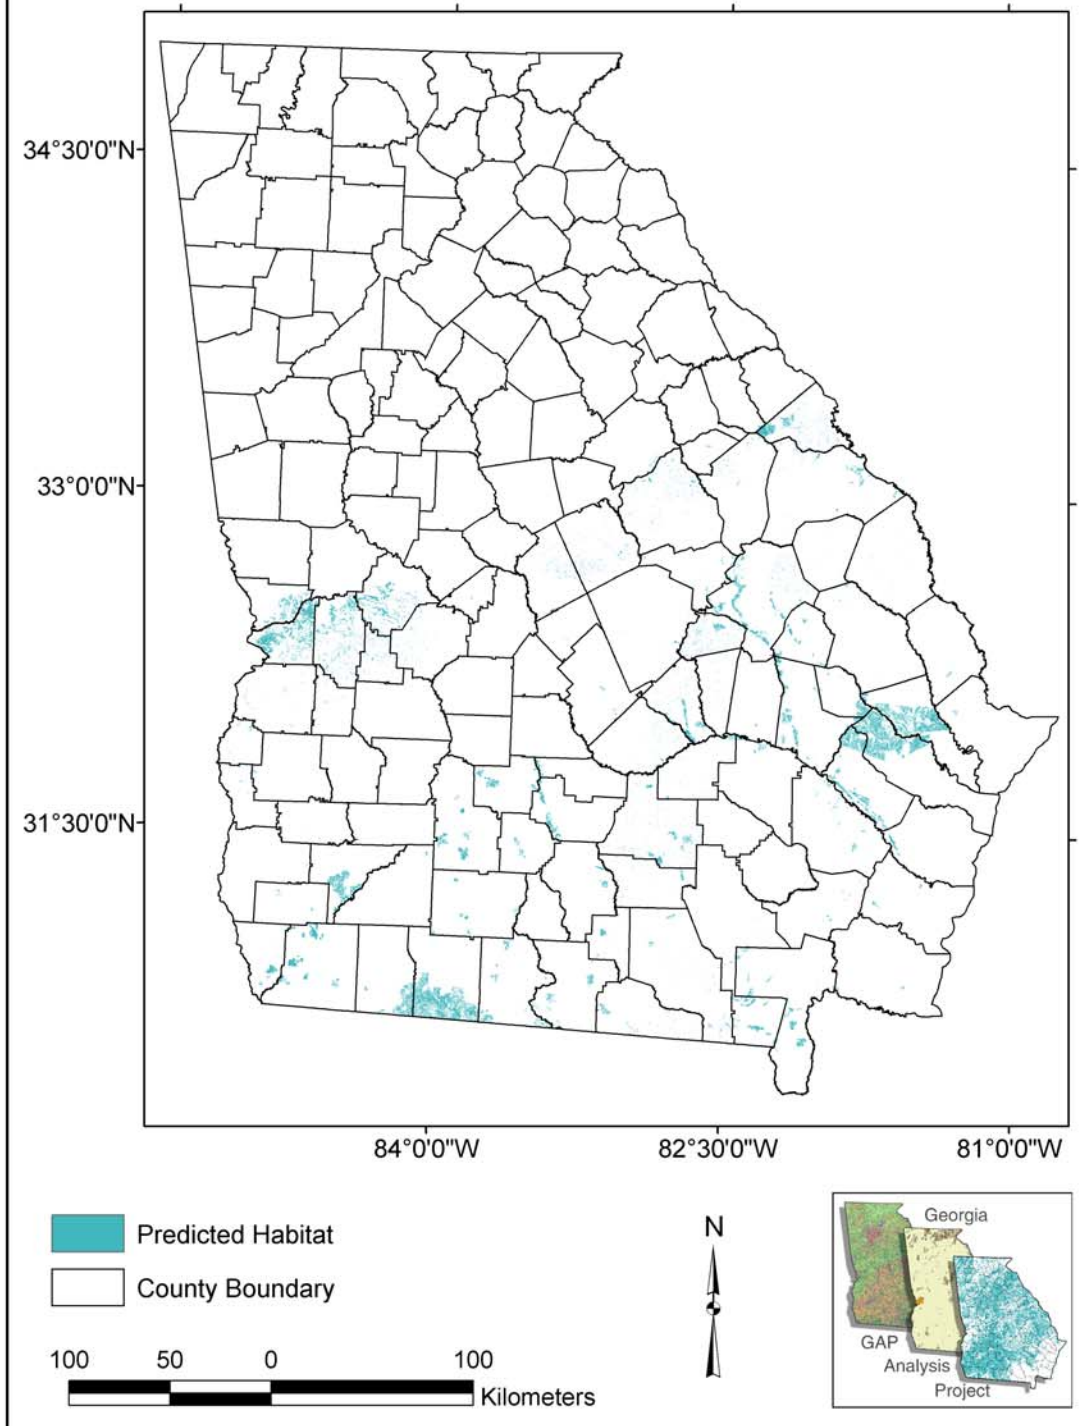 34°30'0"N
33°0'0"N
31°30'0"N
84°0'0"W 82°30'0"W 81°0'0"W
Predicted Habitat
County Boundary
100 50 0 100
Kilometers
N
Georgia
GAP
Analysis
Project